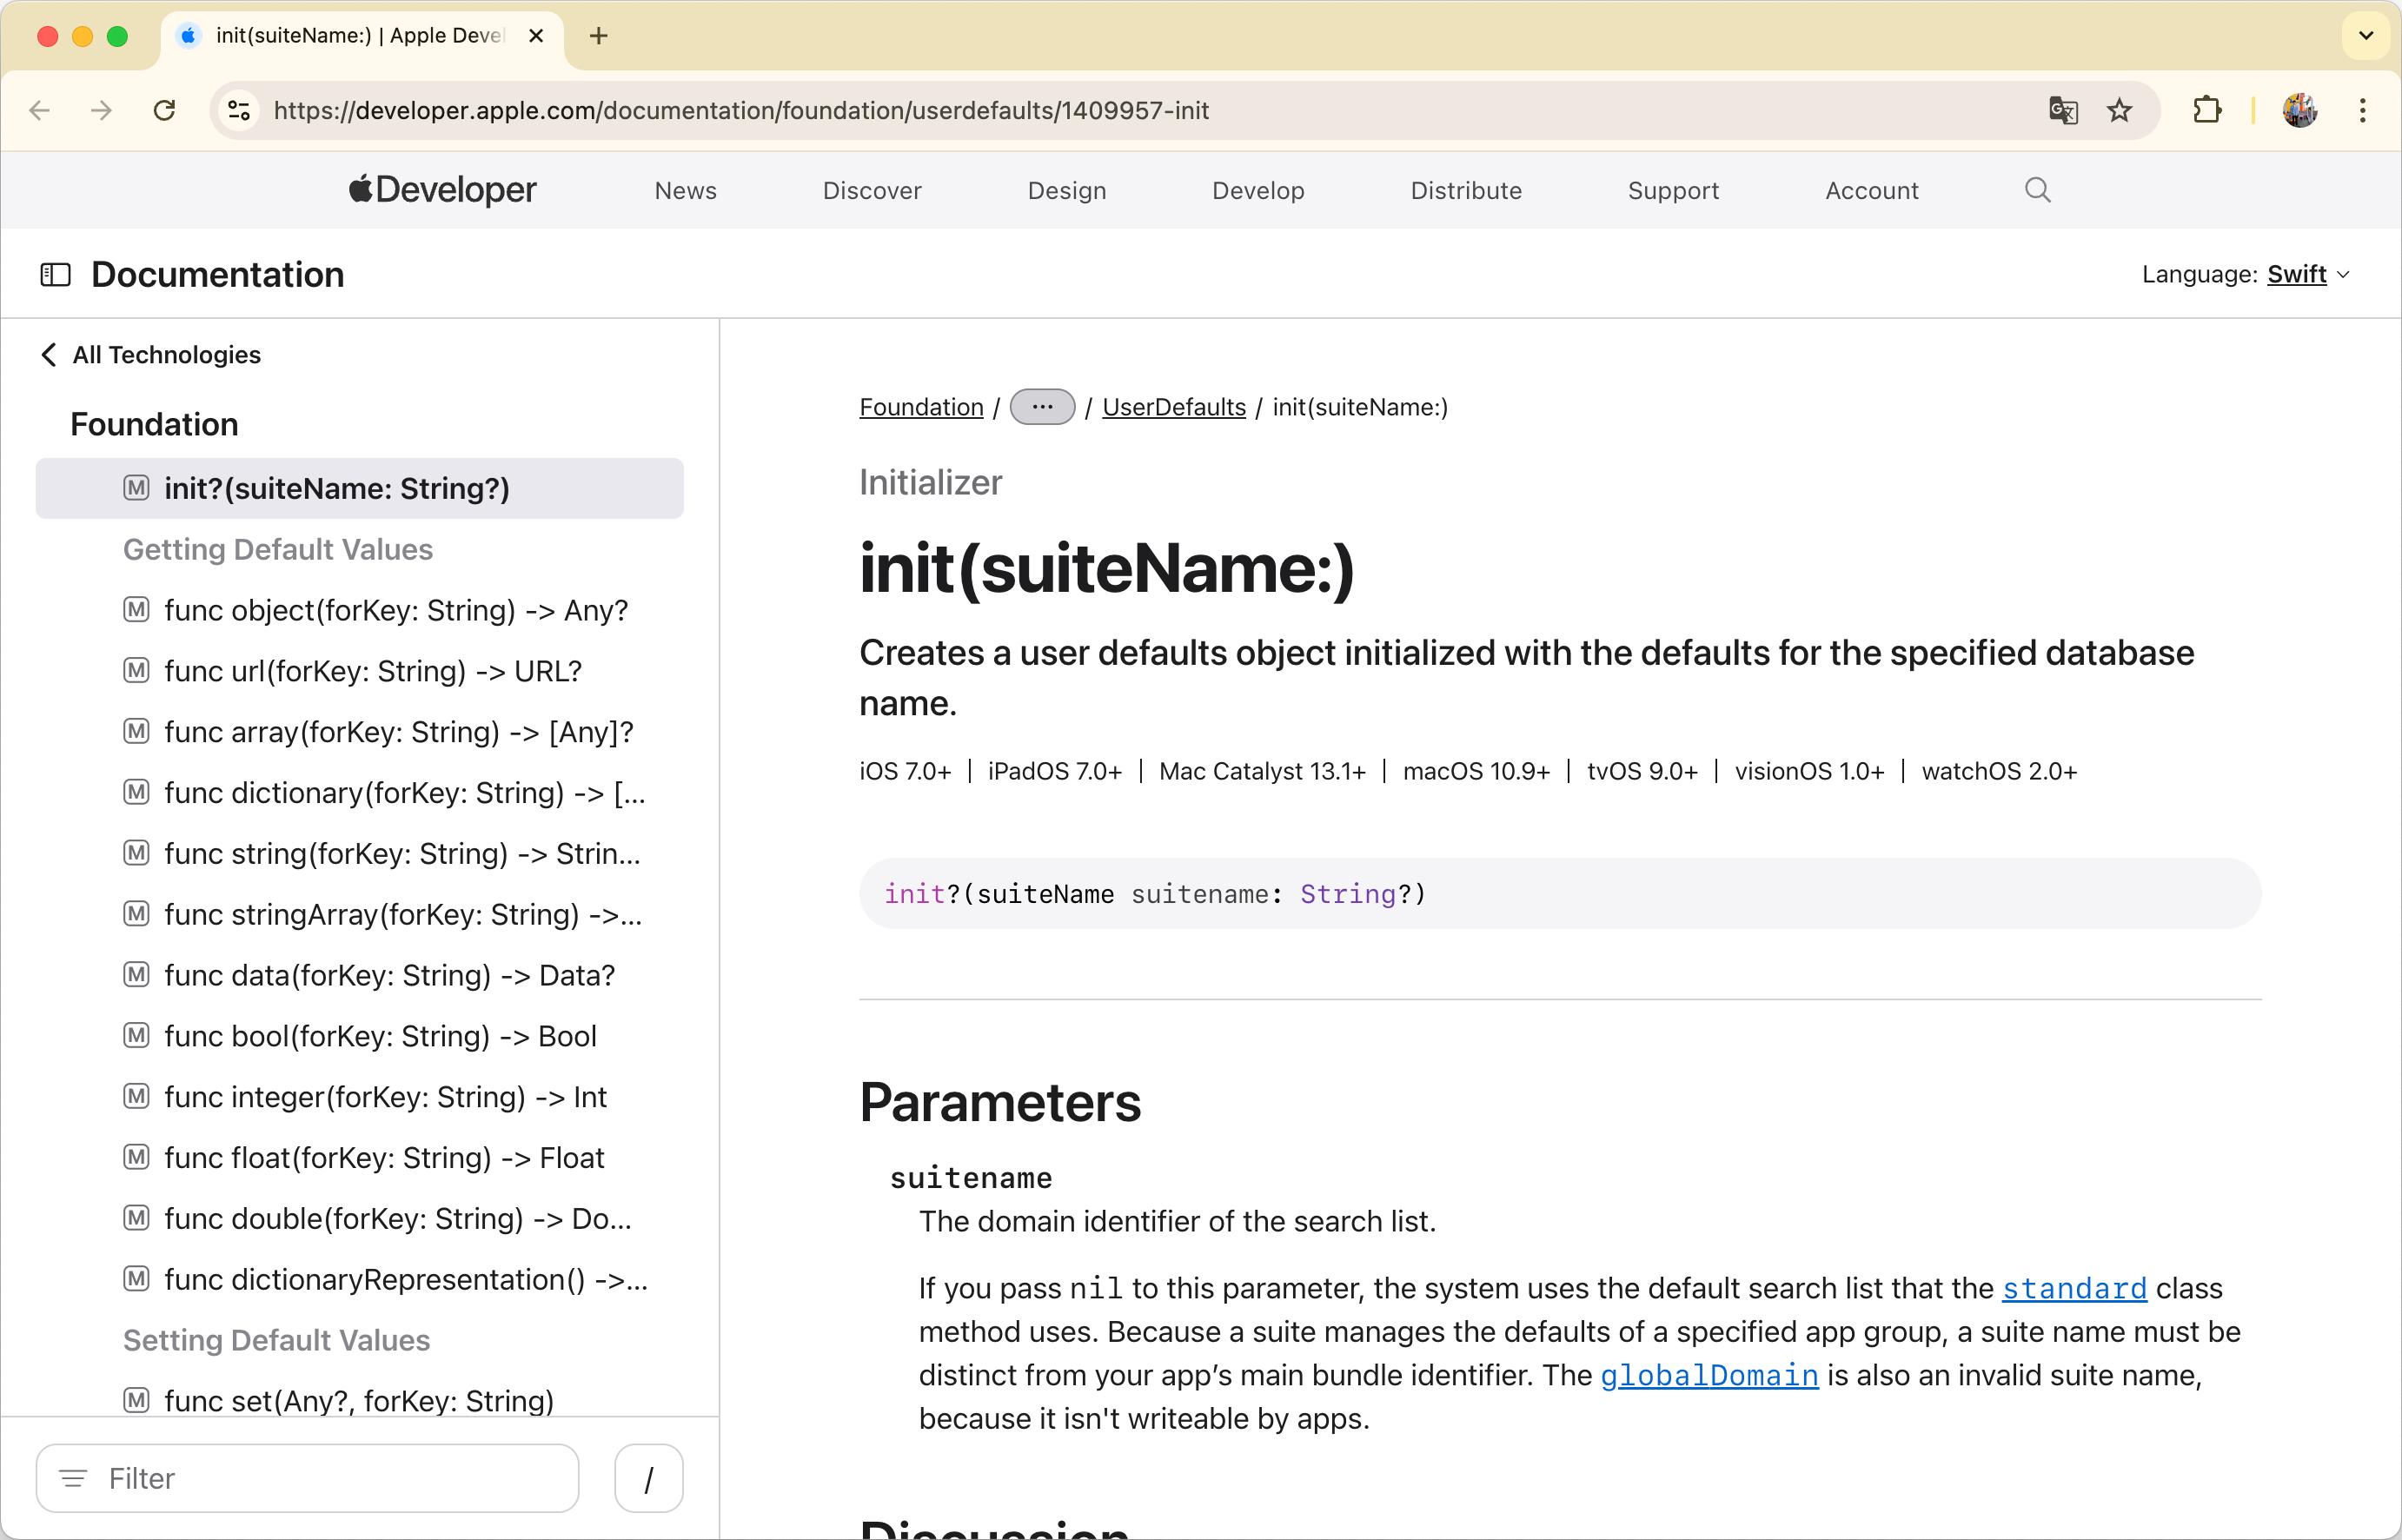 init(suiteName:) | Apple Devel
https://developer.apple.com/documentation/foundation/userdefaults/1409957-init
Developer
News
Discover
Design
Develop
Distribute
Support
Account
Documentation
Language: Swift
All Technologies
Foundation
M init?(suiteName: String?)
Getting Default Values
M func object(forKey: String) -> Any?
M func url(forKey: String) -> URL?
M func array(forKey: String) -> [Any]?
M func dictionary(forKey: String) -> [...
M func string(forKey: String) -> Strin...
M func stringArray(forKey: String) ->...
M func data(forKey: String) -> Data?
M func bool(forKey: String) -> Bool
M func integer(forKey: String) -> Int
M func float(forKey: String) -> Float
M func double(forKey: String) -> Do...
M func dictionaryRepresentation() ->...
Setting Default Values
M func set(Any?, forKey: String)
Filter
/
Foundation / ... / UserDefaults / init(suiteName:)
Initializer
init(suiteName:)
Creates a user defaults object initialized with the defaults for the specified database
name.
iOS 7.0+ | iPadOS 7.0+ | Mac Catalyst 13.1+ | macOS 10.9+ | tvOS 9.0+ | visionOS 1.0+ | watchOS 2.0+
init?(suiteName suitename: String?)
Parameters
suitename
The domain identifier of the search list.
If you pass nil to this parameter, the system uses the default search list that the standard class
method uses. Because a suite manages the defaults of a specified app group, a suite name must be
distinct from your app’s main bundle identifier. The globalDomain is also an invalid suite name,
because it isn't writeable by apps.
Discussion